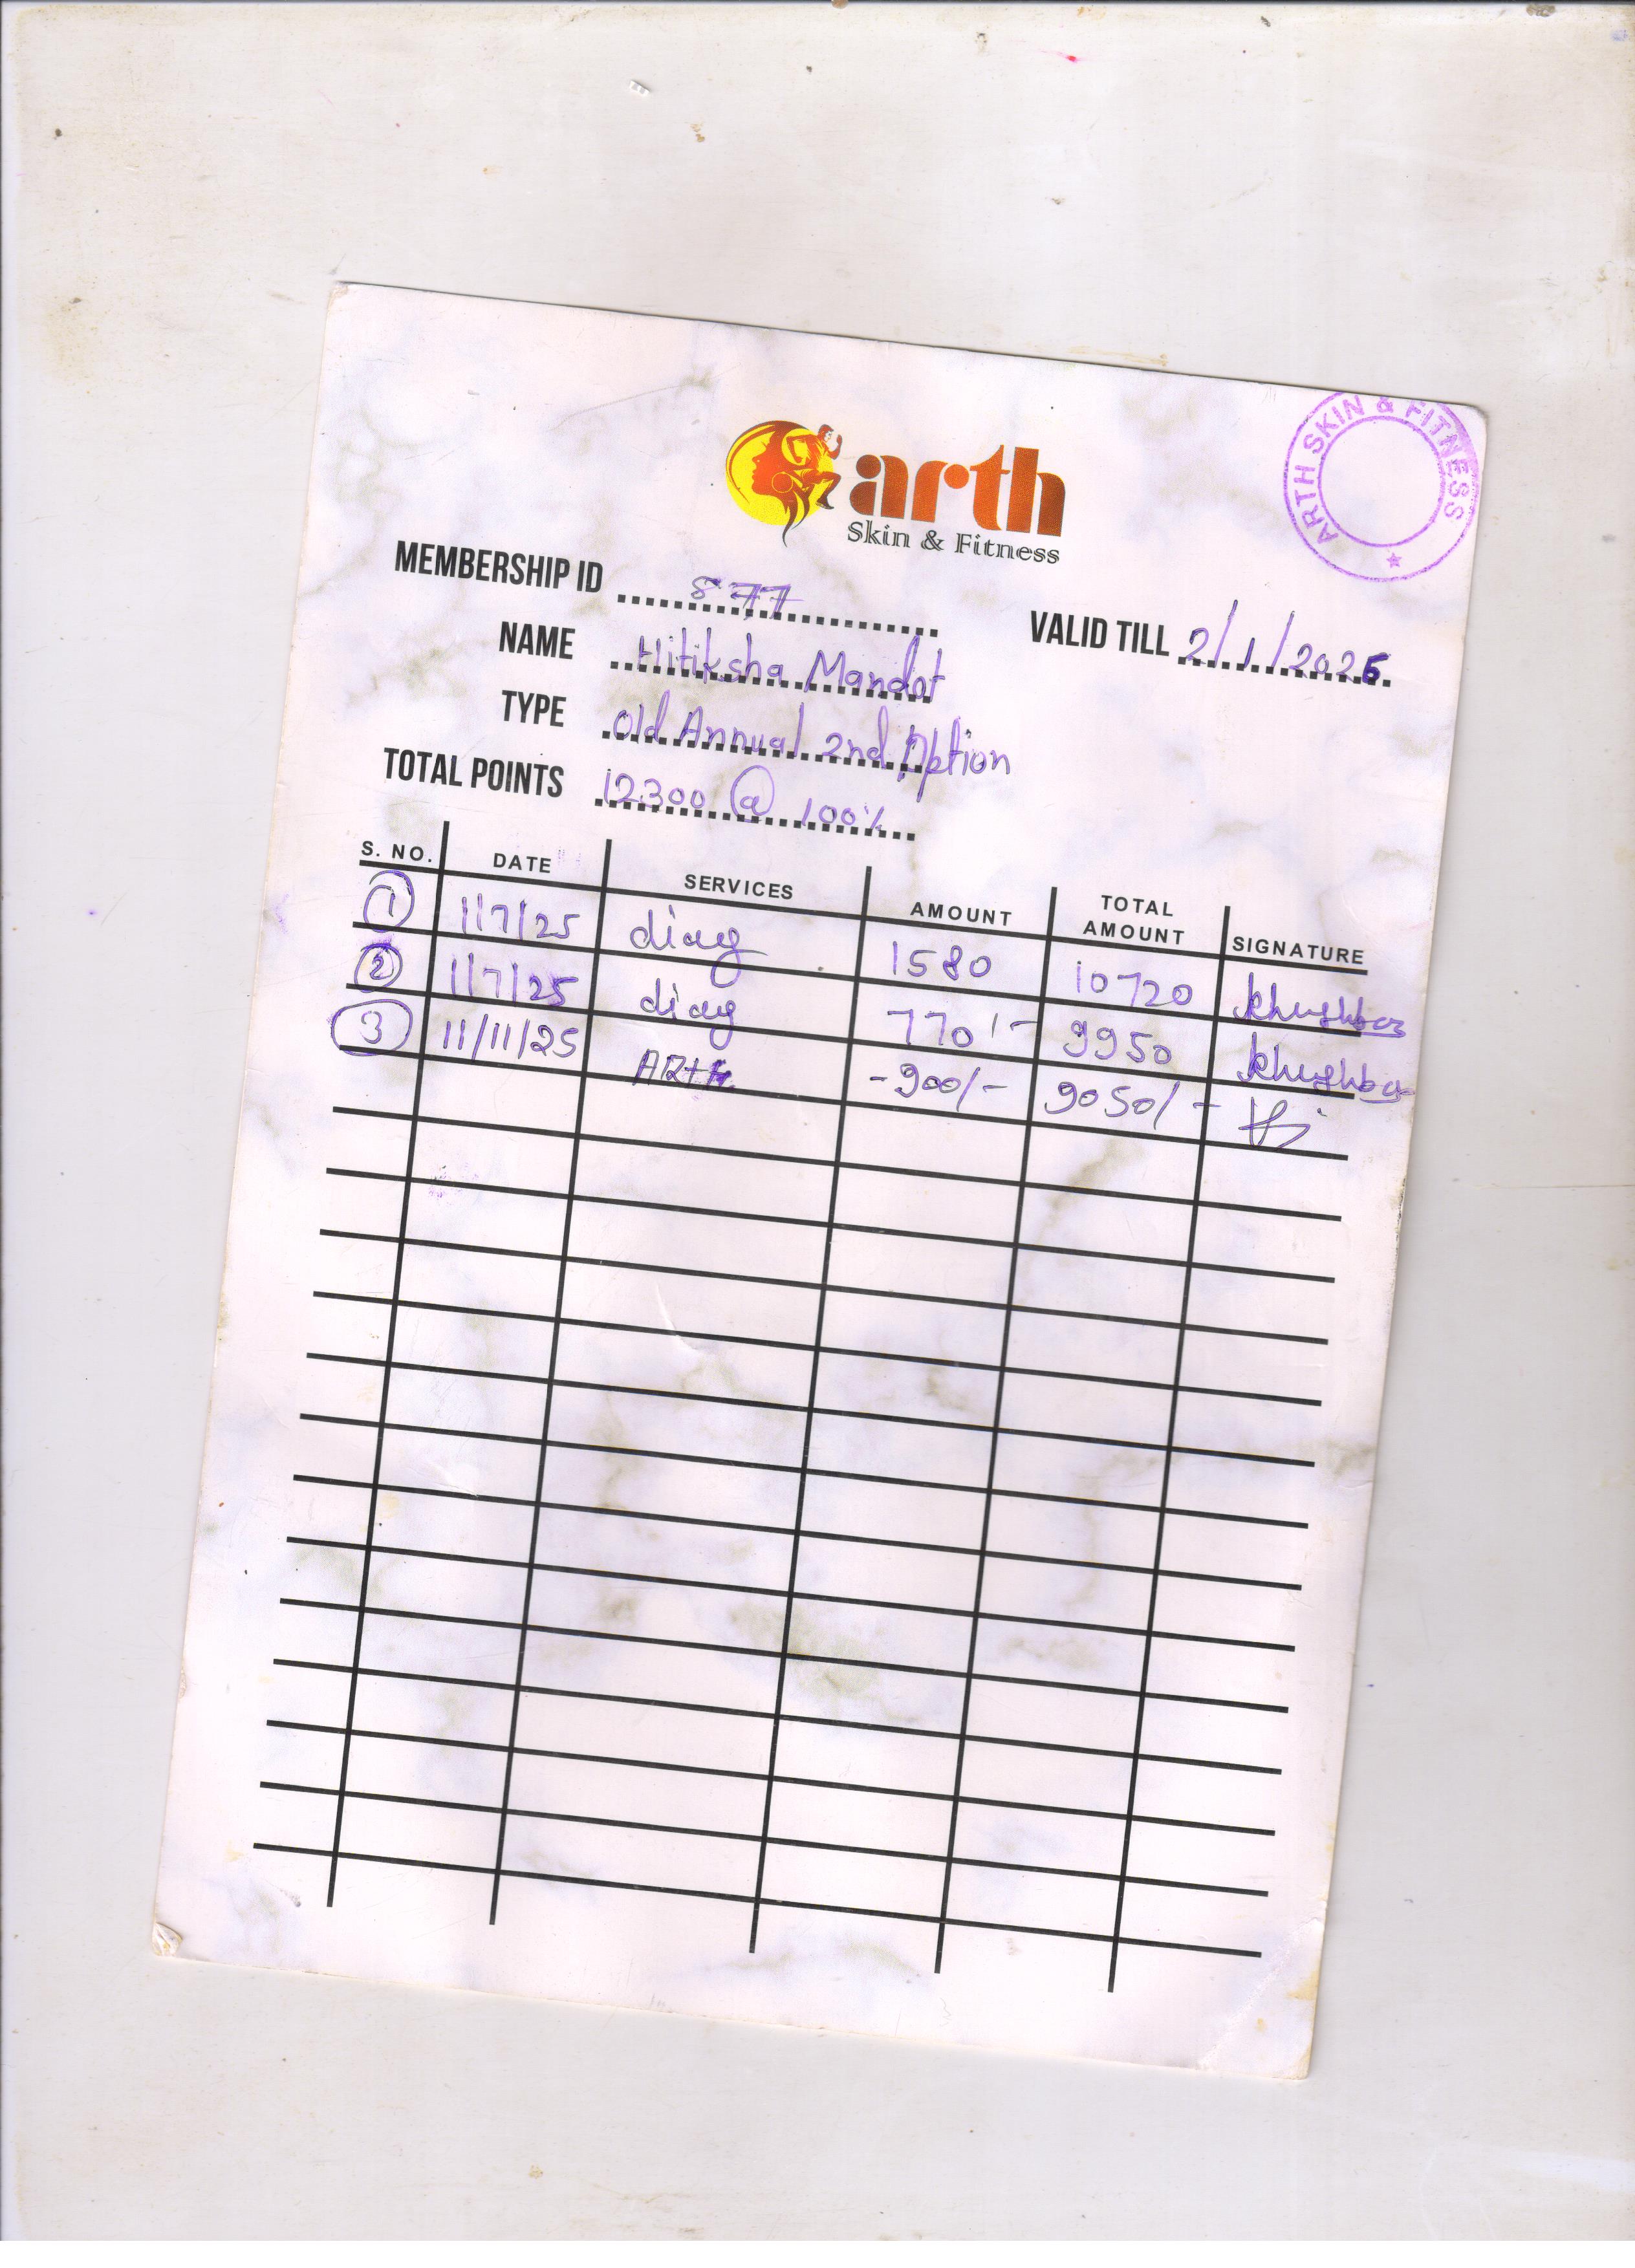 arth
Skin & Fitness
ARTH SKIN & FITNESS
MEMBERSHIP ID 877
VALID TILL 2/1/2026
NAME Hitiksha Mandot
TYPE Old Annual 2nd Option
TOTAL POINTS 12300 @ 100%
S. NO. DATE SERVICES AMOUNT TOTAL AMOUNT SIGNATURE
1 1/7/25 diag 1580 10720 khushboo
2 1/7/25 diag 770/- 9950 khushboo
3 11/11/25 ARth -900/- 9050/-